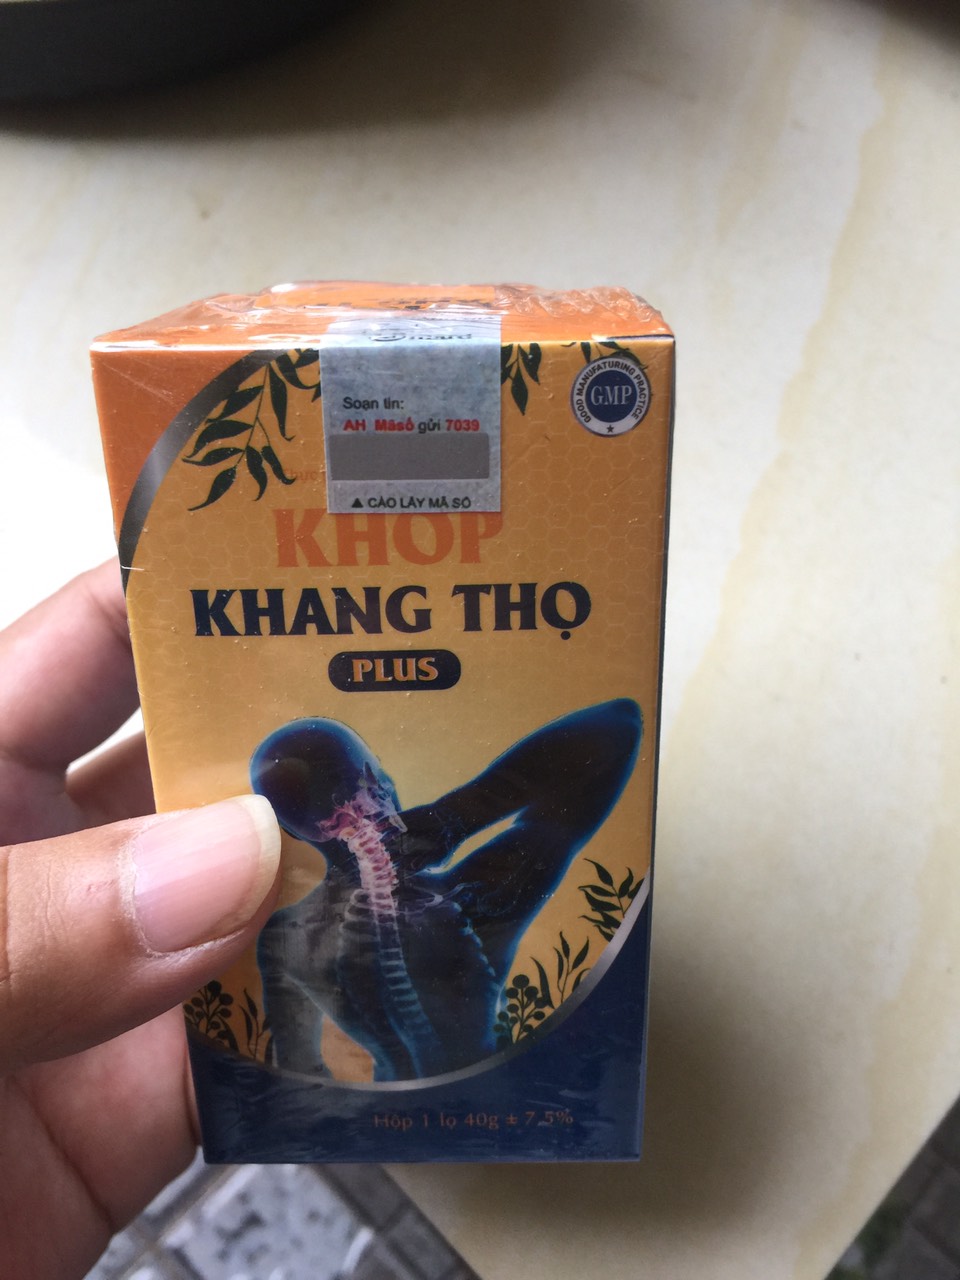 Soạn tin:
AH Mãsố gửi 7039
▲ CÀO LẤY MÃ SỐ
GOOD MANUFATURING PRACTICE
GMP
KHỚP
KHANG THỌ
PLUS
Hộp 1 lọ 40g ± 7.5%